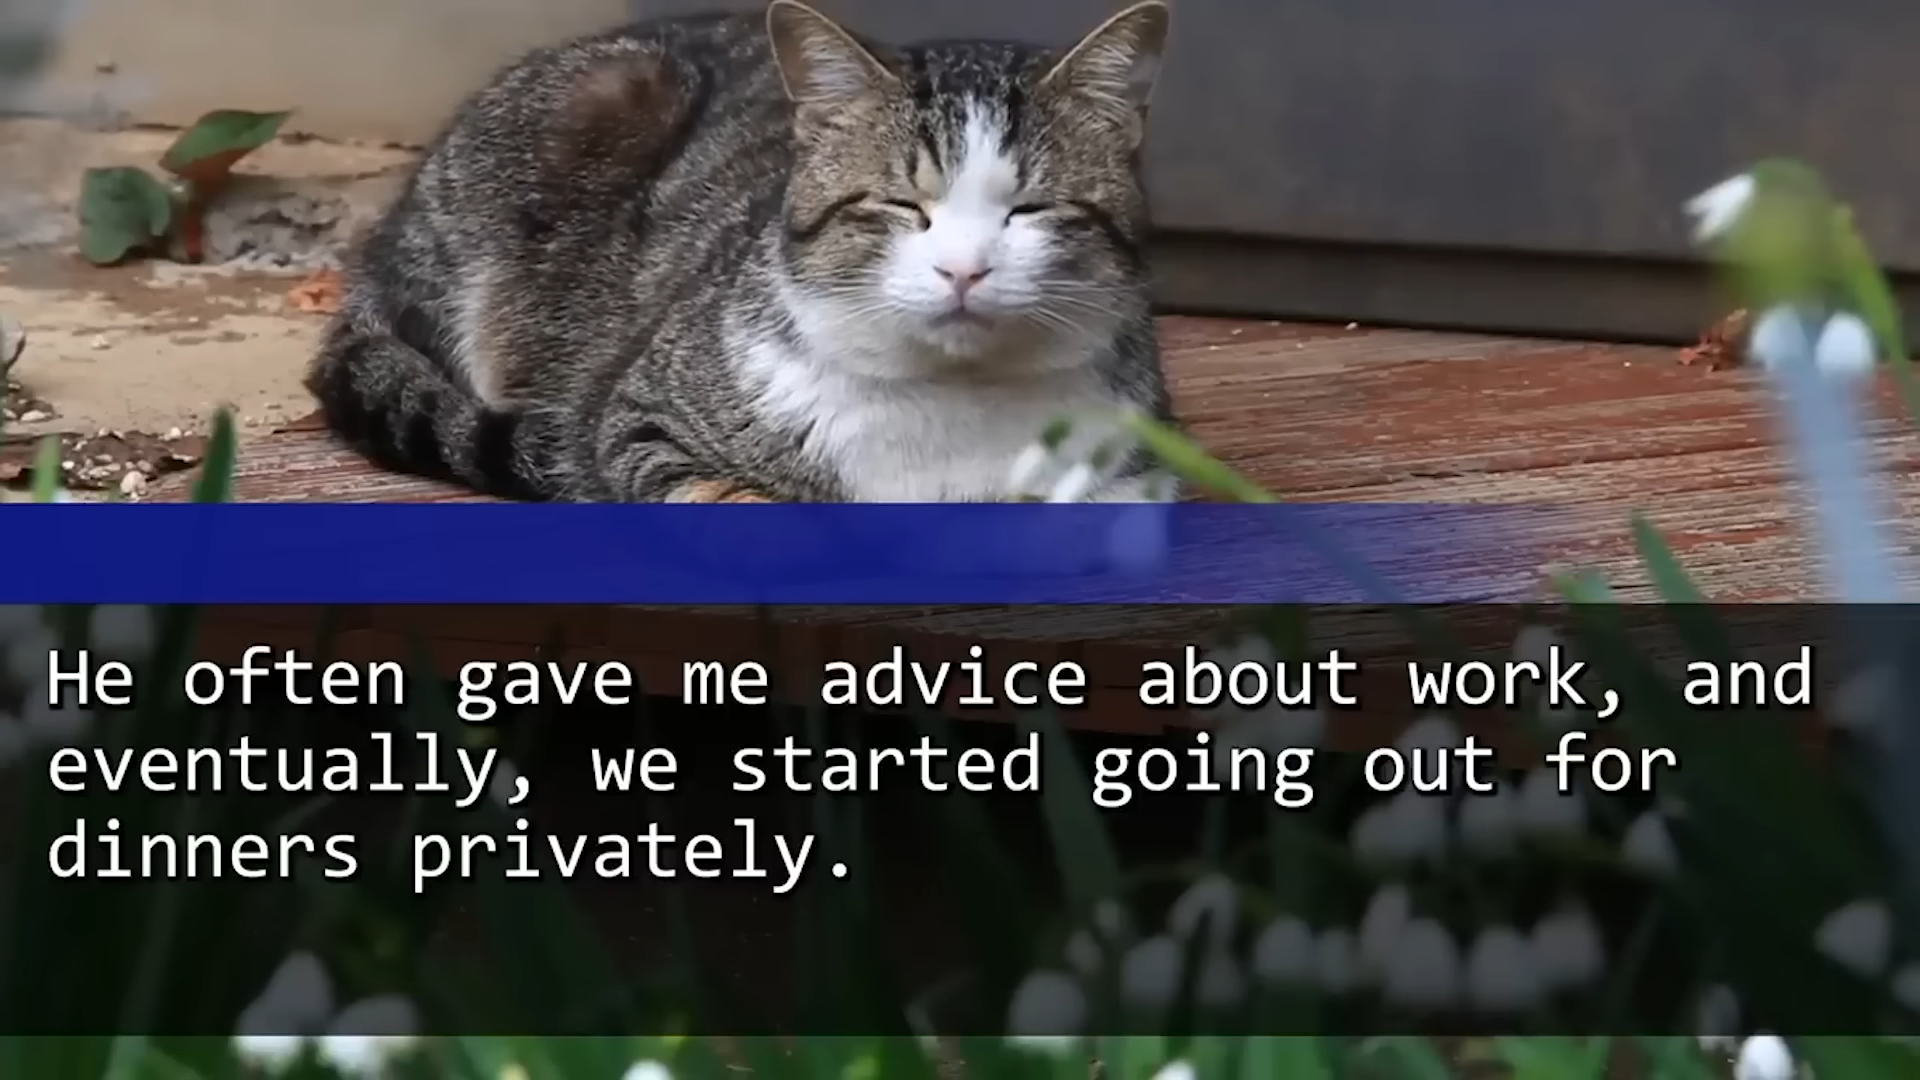 He often gave me advice about work, and
eventually, we started going out for
dinners privately.